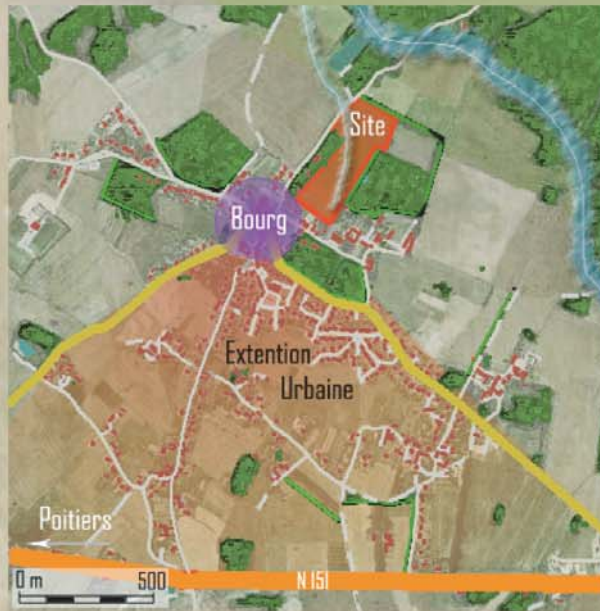 Site
Bourg
Extention
Urbaine
Poitiers
0 m 500
N 151